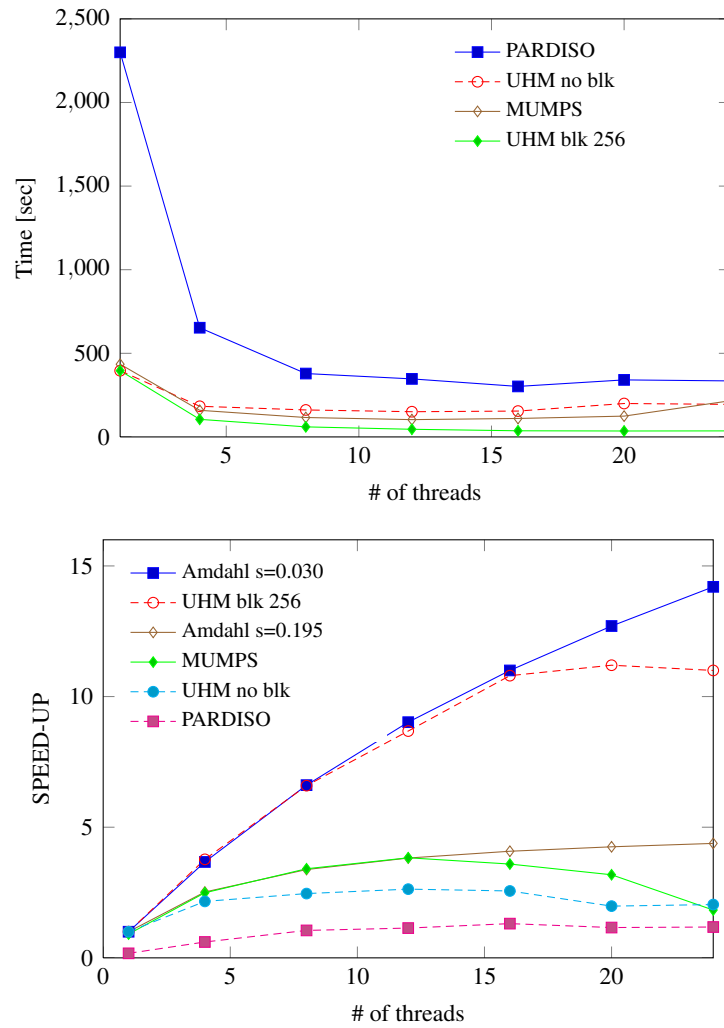 2,500
2,000
1,500
1,000
500
0
Time [sec]
PARDISO
UHM no blk
MUMPS
UHM blk 256
5
10
15
20
# of threads
15
10
5
0
SPEED-UP
Amdahl s=0.030
UHM blk 256
Amdahl s=0.195
MUMPS
UHM no blk
PARDISO
0
5
10
15
20
# of threads